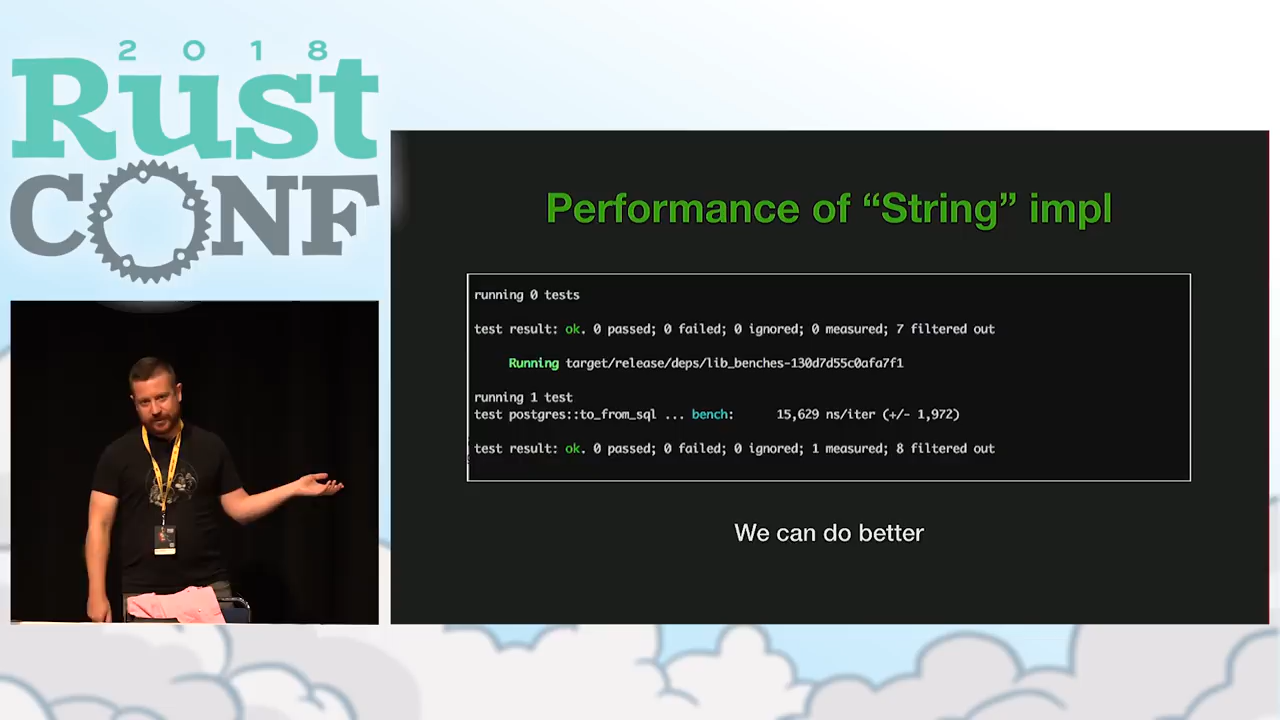 2018
Rust
CONF
Performance of “String” impl
running 0 tests
test result: ok. 0 passed; 0 failed; 0 ignored; 0 measured; 7 filtered out
Running target/release/deps/lib_benches-130d7d55c0afa7f1
running 1 test
test postgres::to_from_sql ... bench: 15,629 ns/iter (+/- 1,972)
test result: ok. 0 passed; 0 failed; 0 ignored; 1 measured; 8 filtered out
We can do better